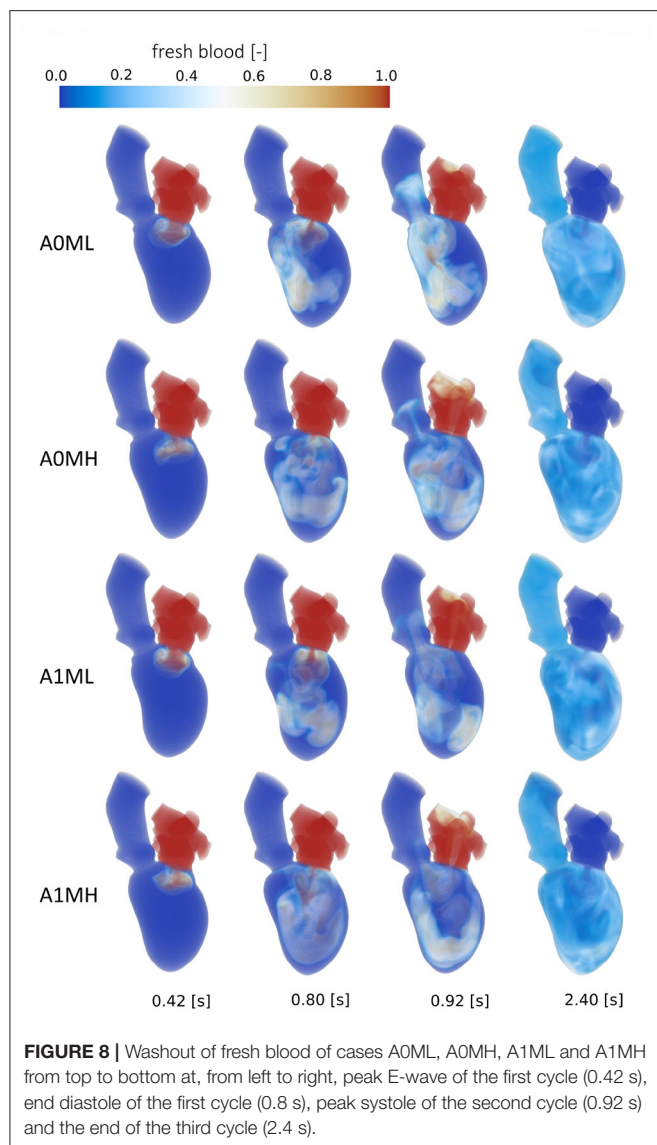 fresh blood [-]
0.0 0.2 0.4 0.6 0.8 1.0
A0ML
A0MH
A1ML
A1MH
0.42 [s] 0.80 [s] 0.92 [s] 2.40 [s]
FIGURE 8 | Washout of fresh blood of cases A0ML, A0MH, A1ML and A1MH
from top to bottom at, from left to right, peak E-wave of the first cycle (0.42 s),
end diastole of the first cycle (0.8 s), peak systole of the second cycle (0.92 s)
and the end of the third cycle (2.4 s).